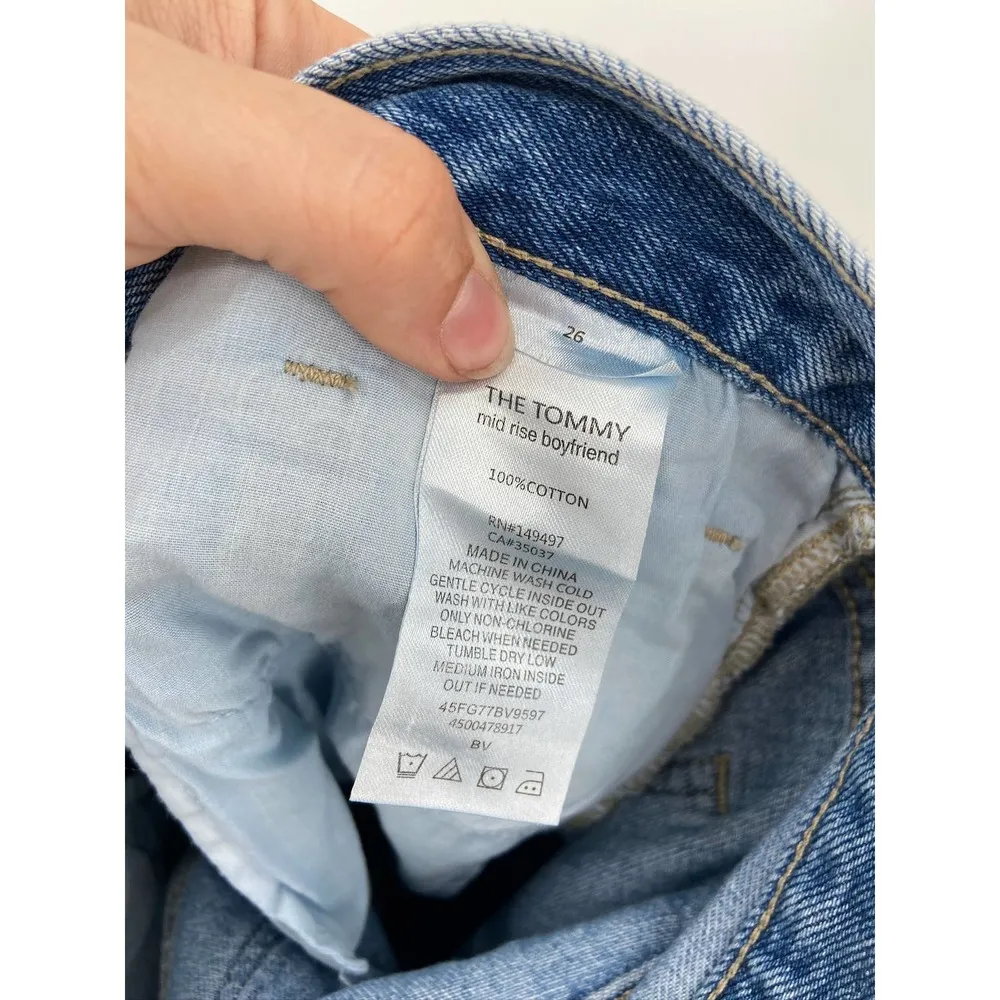 26
THE TOMMY
mid rise boyfriend
100%COTTON
RN#149497
CA#35037
MADE IN CHINA
MACHINE WASH COLD
GENTLE CYCLE INSIDE OUT
WASH WITH LIKE COLORS
ONLY NON-CHLORINE
BLEACH WHEN NEEDED
TUMBLE DRY LOW
MEDIUM IRON INSIDE
OUT IF NEEDED
45FG77BV9597
4500478917
BV